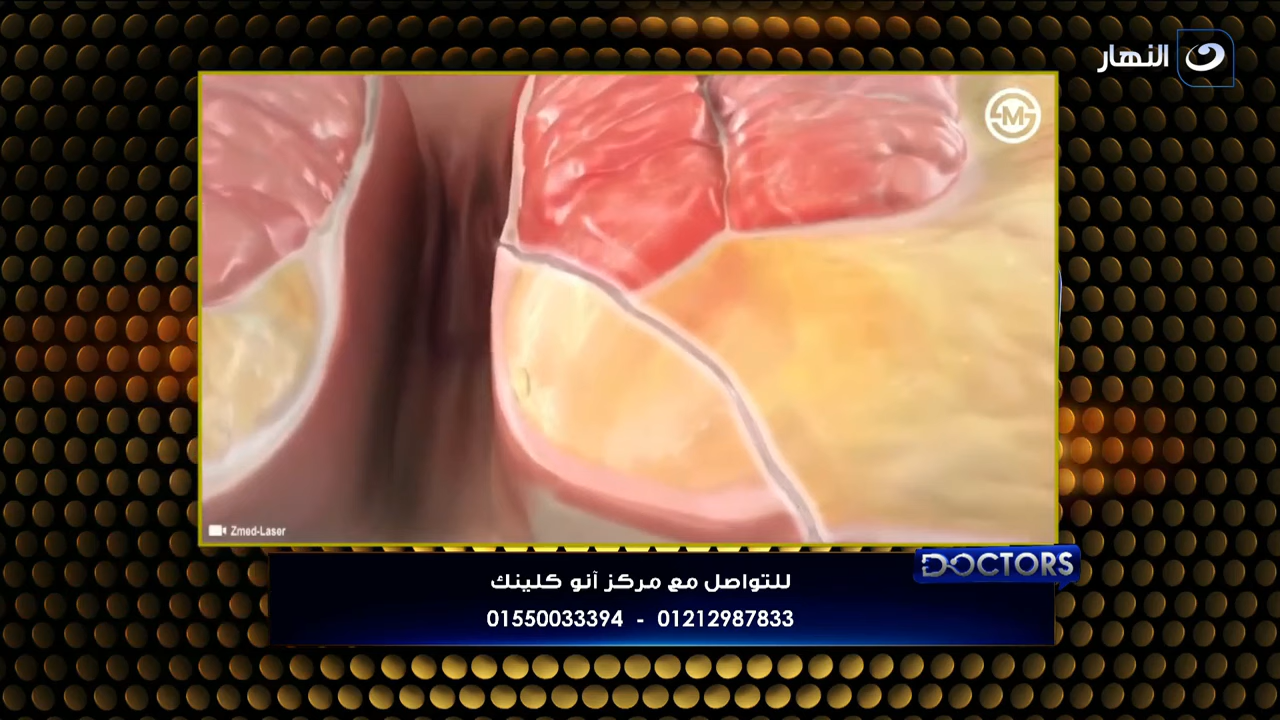 النهار
M
Zmed-Laser
DOCTORS
للتواصل مع مركز آنو كلينك
01550033394 - 01212987833